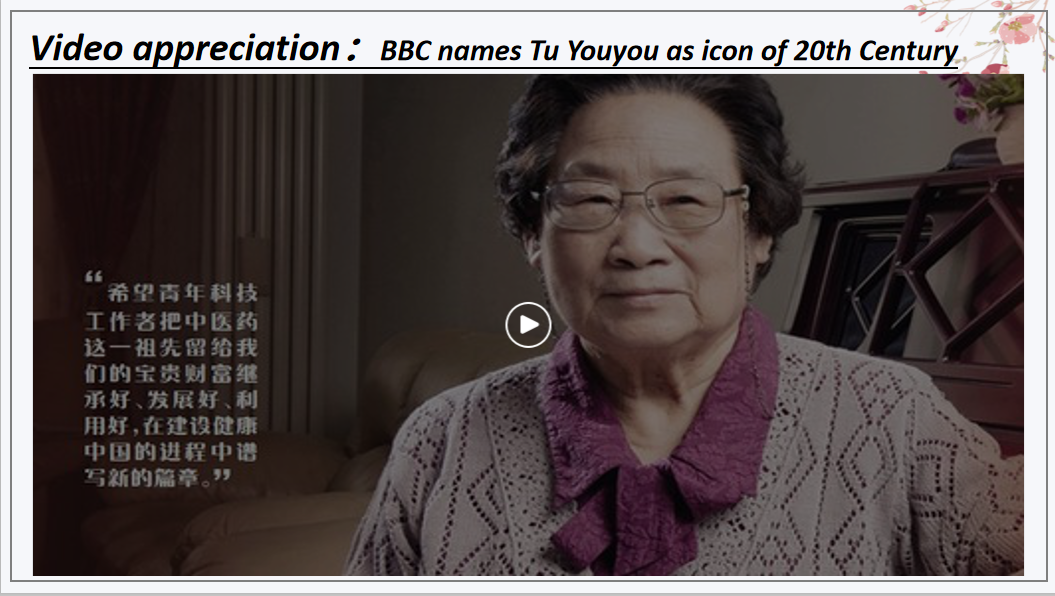 Video appreciation： BBC names Tu Youyou as icon of 20th Century
“希望青年科技
工作者把中医药
这一祖先留给我
们的宝贵财富继
承好、发展好、利
用好,在建设健康
中国的进程中谱
写新的篇章。”